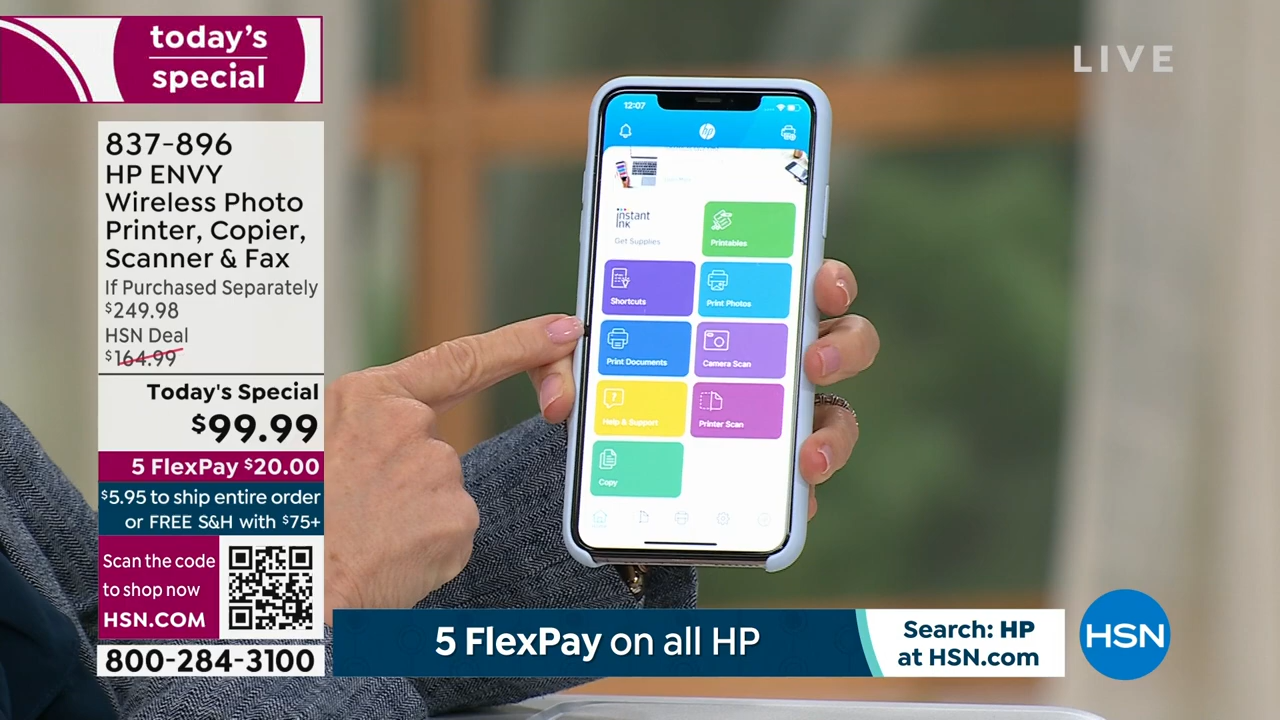 today's
special
LIVE
837-896
HP ENVY
Wireless Photo
Printer, Copier,
Scanner & Fax
If Purchased Separately
$249.98
HSN Deal
$164.99
Today's Special
$99.99
5 FlexPay $20.00
$5.95 to ship entire order
or FREE S&H with $75+
Scan the code
to shop now
HSN.COM
800-284-3100
12:07
hp
instant
ink
Get Supplies
Printables
Shortcuts
Print Photos
Print Documents
Camera Scan
Help & Support
Printer Scan
Copy
5 FlexPay on all HP
Search: HP
at HSN.com
HSN